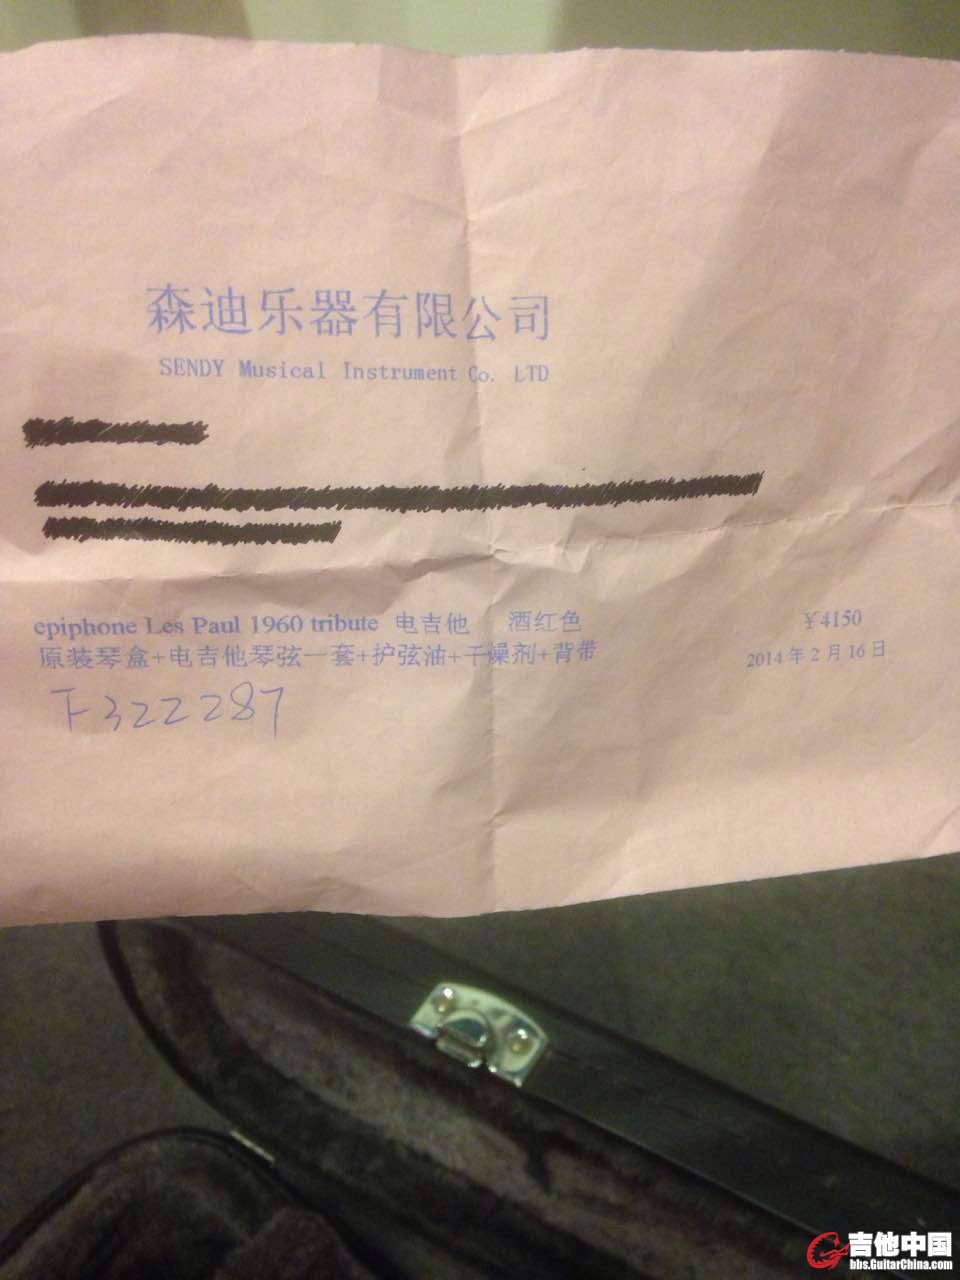 森迪乐器有限公司
SENDY Musical Instrument Co. LTD
epiphone Les Paul 1960 tribute 电吉他 酒红色 ¥4150
原装琴盒+电吉他琴弦一套+护弦油+干燥剂+背带 2014年2月16日
F322287
吉他中国
bbs.GuitarChina.com